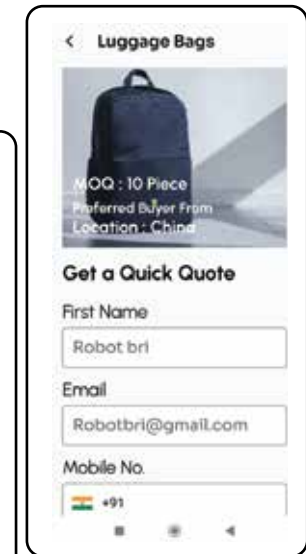 Luggage Bags
MOQ : 10 Piece
Preferred Buyer From
Location : China
Get a Quick Quote
First Name
Robot bri
Email
Robotbri@gmail.com
Mobile No.
+91